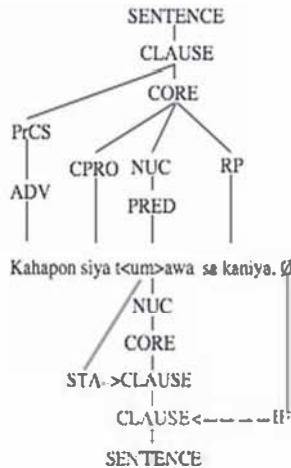 SENTENCE
CLAUSE
CORE
PrCS
CPRO NUC RP
ADV
PRED
Kahapon siya t<um>awa sa kaniya. Ø
NUC
CORE
STA->CLAUSE
CLAUSE<-----
SENTENCE